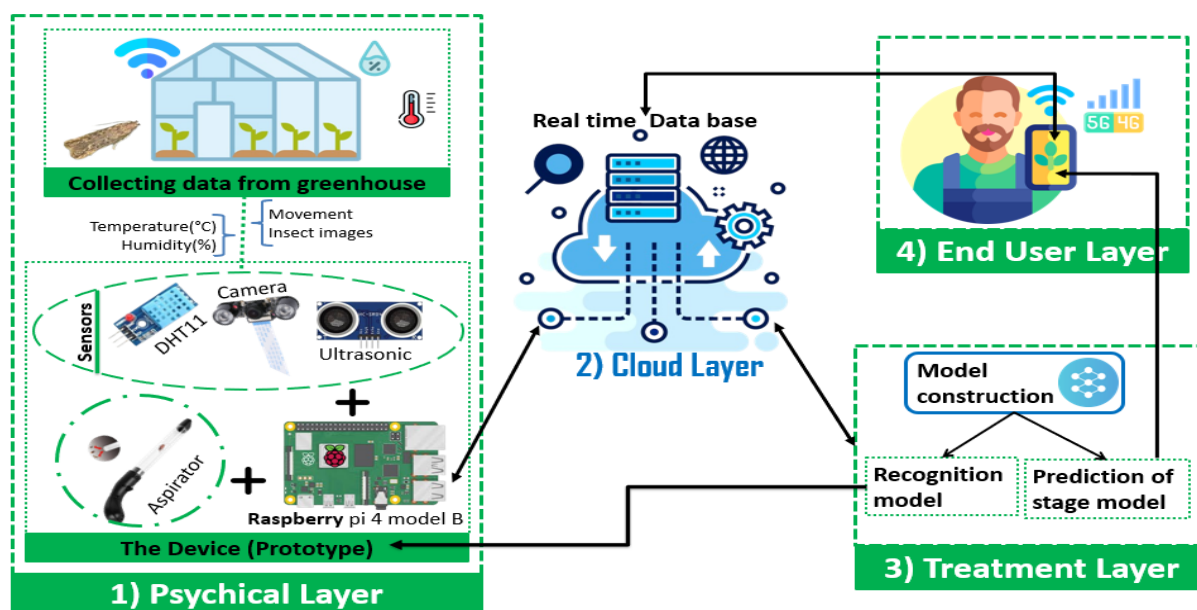 Collecting data from greenhouse
Temperature(°C)
Humidity(%)
Movement
Insect images
Sensors
DHT11
Camera
Ultrasonic
Aspirator
Raspberry pi 4 model B
The Device (Prototype)
1) Psychical Layer
Real time Data base
2) Cloud Layer
5G 4G
4) End User Layer
Model
construction
Recognition
model
Prediction of
stage model
3) Treatment Layer